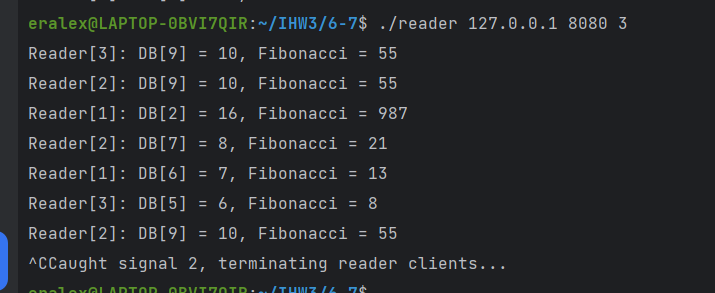 eralex@LAPTOP-0BVI7QIR:~/IHW3/6-7$ ./reader 127.0.0.1 8080 3
Reader[3]: DB[9] = 10, Fibonacci = 55
Reader[2]: DB[9] = 10, Fibonacci = 55
Reader[1]: DB[2] = 16, Fibonacci = 987
Reader[2]: DB[7] = 8, Fibonacci = 21
Reader[1]: DB[6] = 7, Fibonacci = 13
Reader[3]: DB[5] = 6, Fibonacci = 8
Reader[2]: DB[9] = 10, Fibonacci = 55
^CCaught signal 2, terminating reader clients...
eralex@LAPTOP-0BVI7QIR:~/IHW3/6-7$